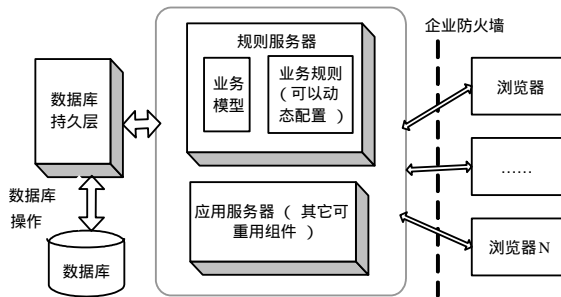 企业防火墙
规则服务器
业务
模型
业务规则
（可以动
态配置 ）
数据库
持久层
数据库
操作
数据库
应用服务器（ 其它可
重用组件 ）
浏览器
……
浏览器 N